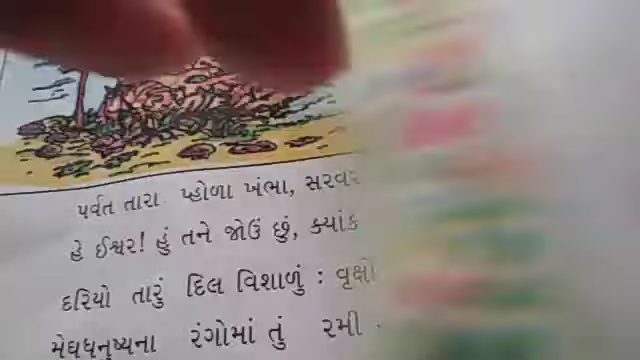 પર્વત તારા પ્હોળા ખંભા, સરવર
હે ઈશ્વર! હું તને જોઉં છું, ક્યાંક
દરિયો તારું દિલ વિશાળું : વૃક્ષો
મેઘધનુષ્યના રંગોમાં તું રમી